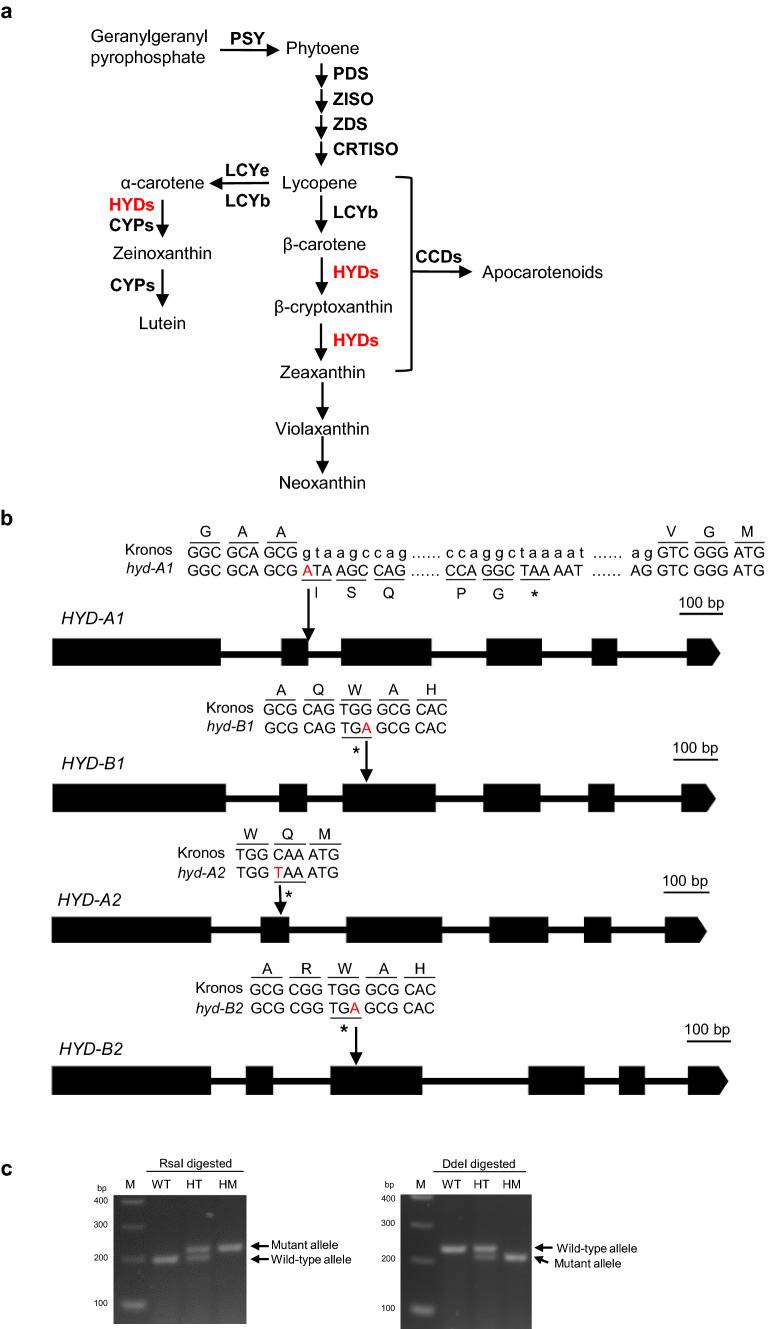 a
Geranylgeranyl
pyrophosphate
PSY
Phytoene
PDS
ZISO
ZDS
CRTISO
α-carotene
LCYe
LCYb
Lycopene
HYDs
CYPs
LCYb
Zeinoxanthin
β-carotene
CCDs
Apocarotenoids
CYPs
HYDs
Lutein
β-cryptoxanthin
HYDs
Zeaxanthin
Violaxanthin
Neoxanthin
b
G A A V G M
Kronos GGC GCA GCG g t a a g c c a g ...... c c a g g c t a a a a t ...... a g GTC GGG ATG
hyd-A1 GGC GCA GCG ATA AGC CAG ...... CCA GGC TAA AAT ...... AG GTC GGG ATG
I S Q P G *
100 bp
HYD-A1
A Q W A H
Kronos GCG CAG TGG GCG CAC
hyd-B1 GCG CAG TGA GCG CAC
*
100 bp
HYD-B1
W Q M
Kronos TGG CAA ATG
hyd-A2 TGG TAA ATG
*
100 bp
HYD-A2
A R W A H
Kronos GCG CGG TGG GCG CAC
hyd-B2 GCG CGG TGA GCG CAC
*
100 bp
HYD-B2
c
RsaI digested
bp M WT HT HM
400
300
200
100
Mutant allele
Wild-type allele
DdeI digested
bp M WT HT HM
400
300
200
100
Wild-type allele
Mutant allele